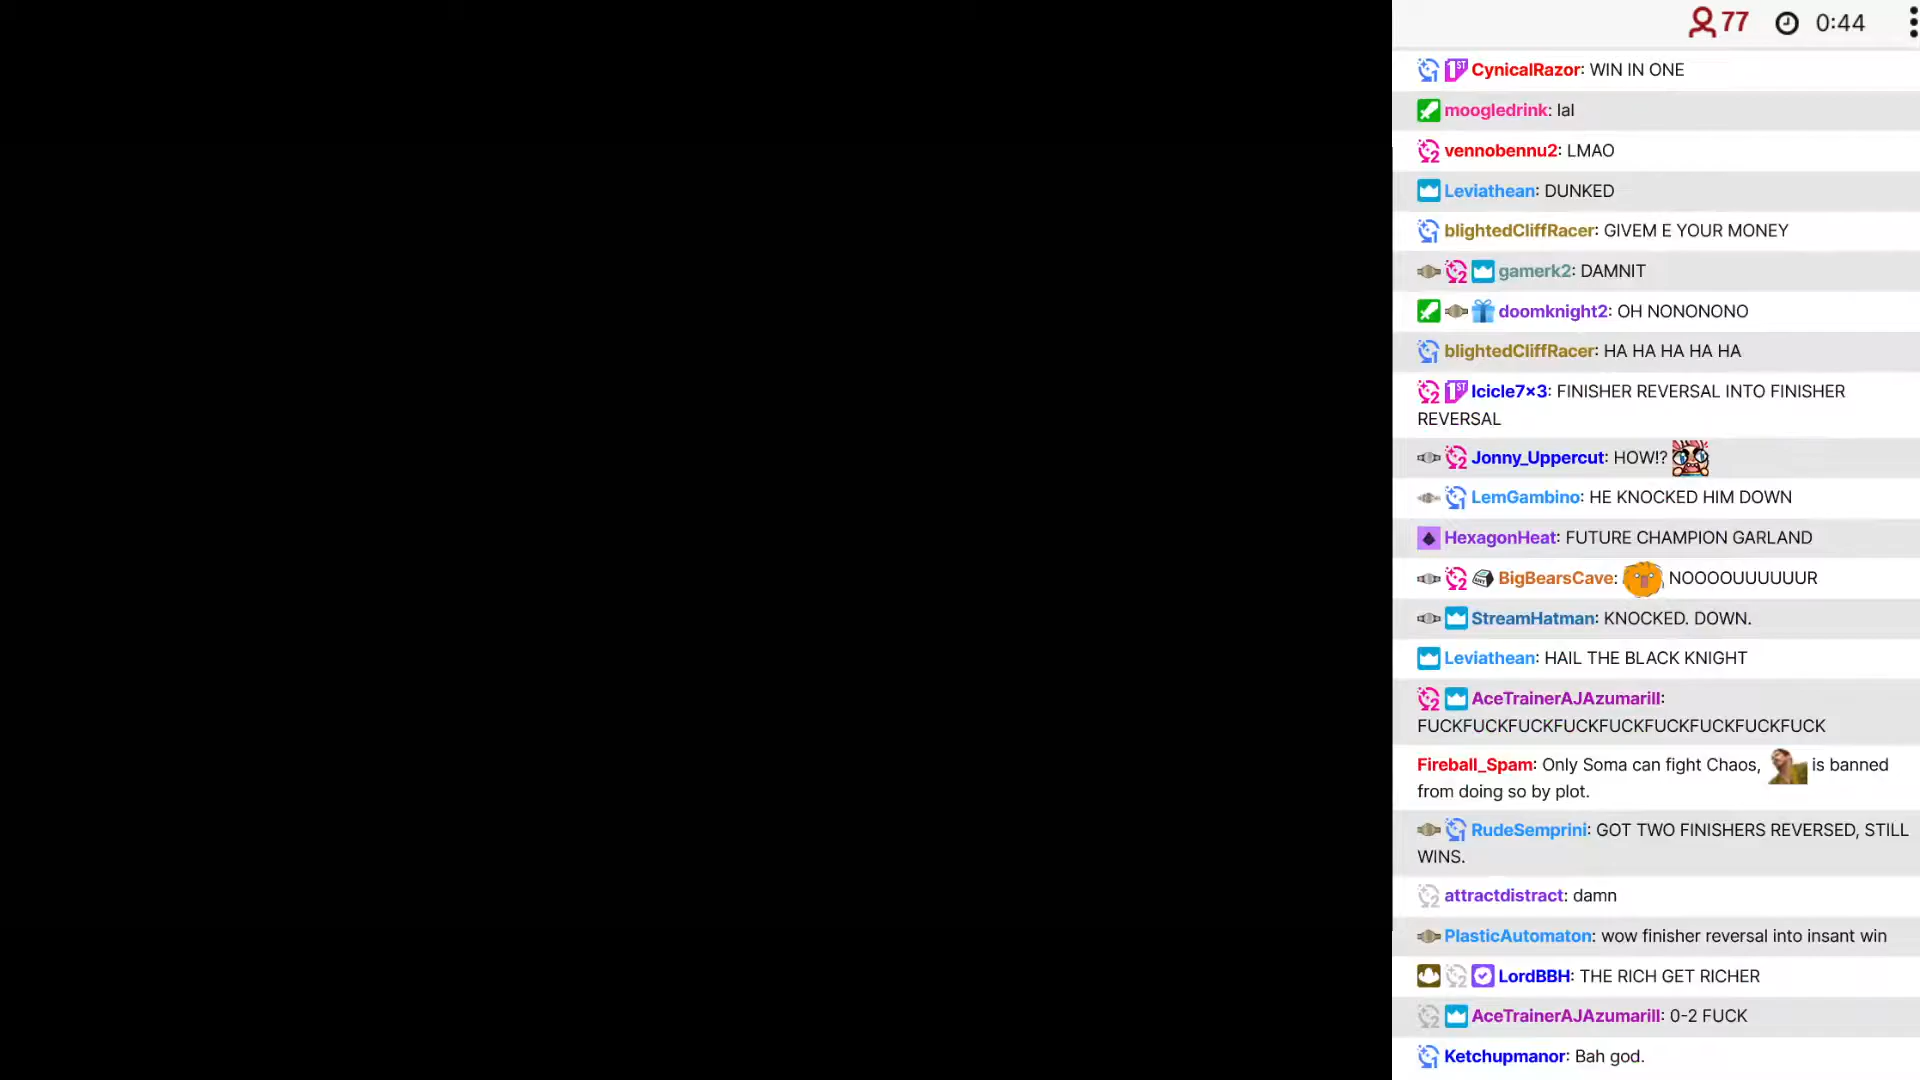 77 0:44
CynicalRazor: WIN IN ONE
moogledrink: lal
vennobennu2: LMAO
Leviathean: DUNKED
blightedCliffRacer: GIVEM E YOUR MONEY
gamerk2: DAMNIT
doomknight2: OH NONONONO
blightedCliffRacer: HA HA HA HA HA
Icicle7x3: FINISHER REVERSAL INTO FINISHER
REVERSAL
Jonny_Uppercut: HOW!?
LemGambino: HE KNOCKED HIM DOWN
HexagonHeat: FUTURE CHAMPION GARLAND
BigBearsCave: NOOOOUUUUUUR
StreamHatman: KNOCKED. DOWN.
Leviathean: HAIL THE BLACK KNIGHT
AceTrainerAJAzumarill:
FUCKFUCKFUCKFUCKFUCKFUCKFUCKFUCKFUCK
Fireball_Spam: Only Soma can fight Chaos, is banned
from doing so by plot.
RudeSemprini: GOT TWO FINISHERS REVERSED, STILL
WINS.
attractdistract: damn
PlasticAutomaton: wow finisher reversal into insant win
LordBBH: THE RICH GET RICHER
AceTrainerAJAzumarill: 0-2 FUCK
Ketchupmanor: Bah god.